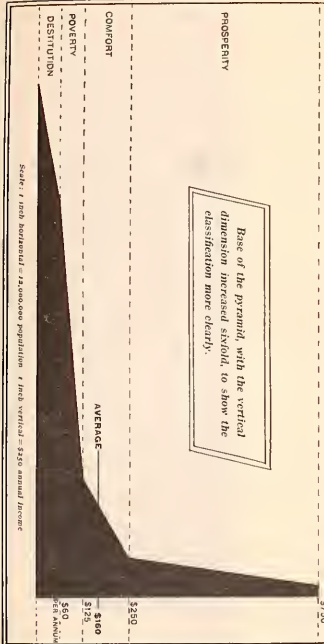 $750
PROSPERITY
Base of the pyramid, with the vertical
dimension increased sixfold, to show the
classification more clearly.
$250
COMFORT
AVERAGE
$160
$125
POVERTY
$60
PER ANNUM
DESTITUTION
Scale: 1 inch horizontal = 12,000,000 population 1 inch vertical = $250 annual income